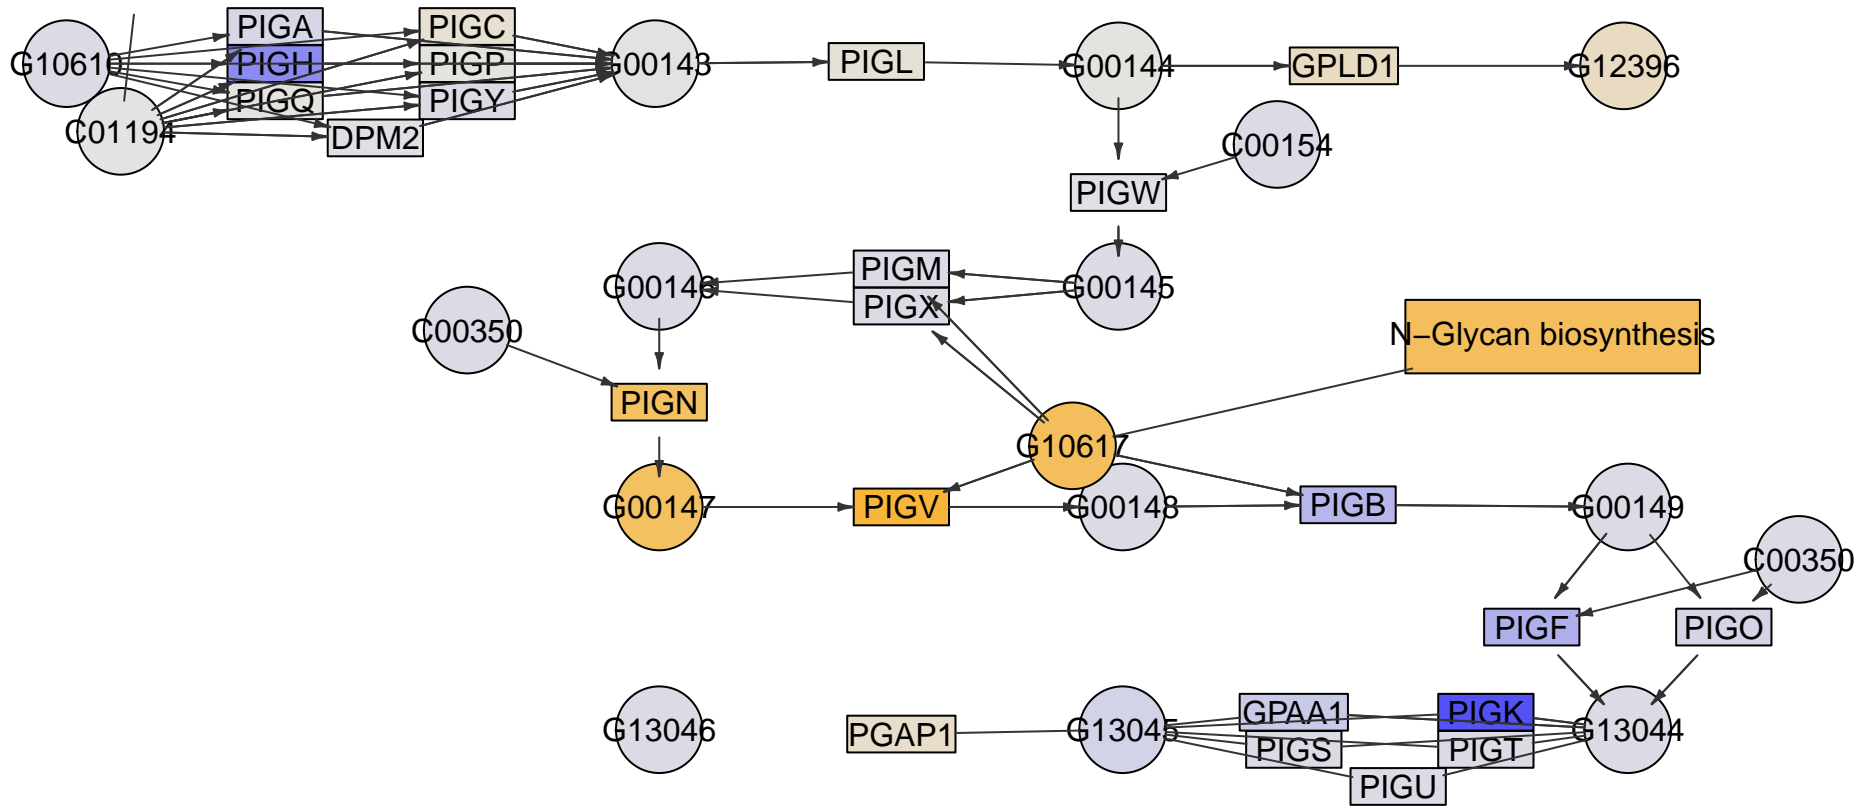 PIGA
PIGC
G10619
PIGH
PIGP
G00143
PIGL
G00144
GPLD1
G12396
PIGQ
PIGY
C01194
DPM2
C00154
PIGW
PIGM
G00146
G00145
PIGX
C00350
N−Glycan biosynthesis
PIGN
G10617
G00147
PIGV
G00148
PIGB
G00149
C00350
PIGF
PIGO
GPAA1
PIGK
G13046
PGAP1
G13045
G13044
PIGS
PIGT
PIGU